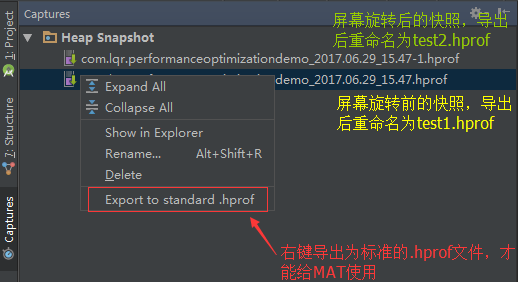 Captures
屏幕旋转后的快照，导出
后重命名为test2.hprof
Heap Snapshot
com.lqr.performanceoptimizationdemo_2017.06.29_15.47-1.hprof
demo_2017.06.29_15.47.hprof
屏幕旋转前的快照，导出
后重命名为test1.hprof
Expand All
Collapse All
Show in Explorer
Rename... Alt+Shift+R
Delete
Export to standard .hprof
右键导出为标准的.hprof文件，才
能给MAT使用
1: Project
7: Structure
Captures